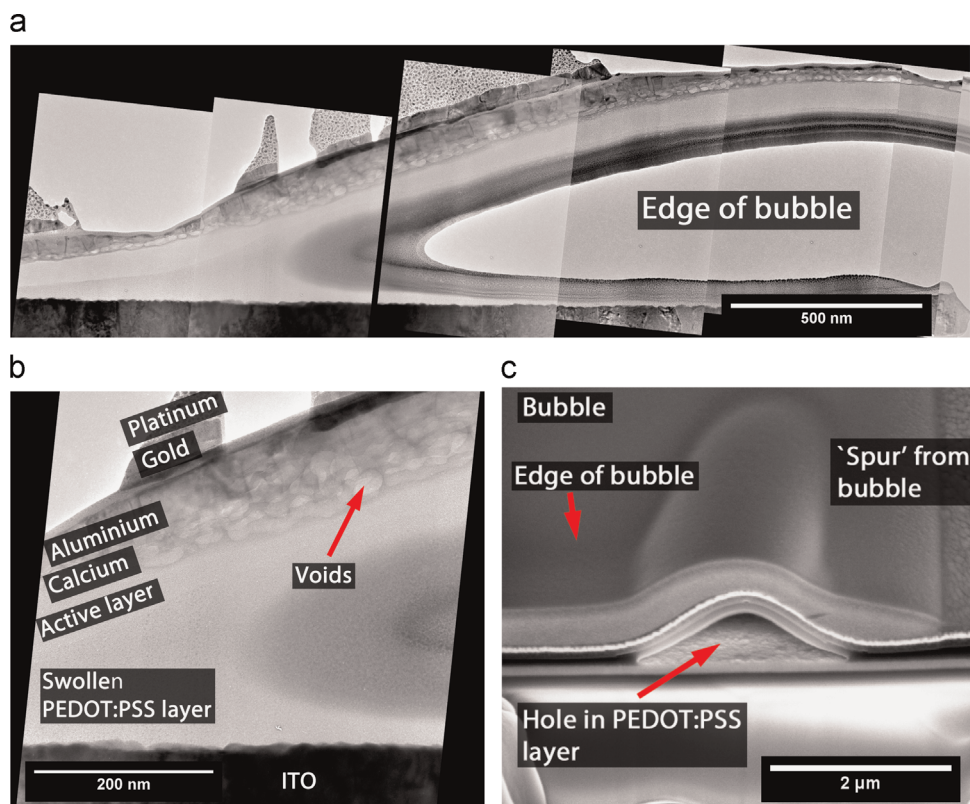 a
Edge of bubble
500 nm
b
Platinum
Gold
Aluminium
Calcium
Active layer
Voids
Swollen
PEDOT:PSS layer
200 nm
ITO
c
Bubble
Edge of bubble
`Spur' from
bubble
Hole in PEDOT:PSS
layer
2 µm